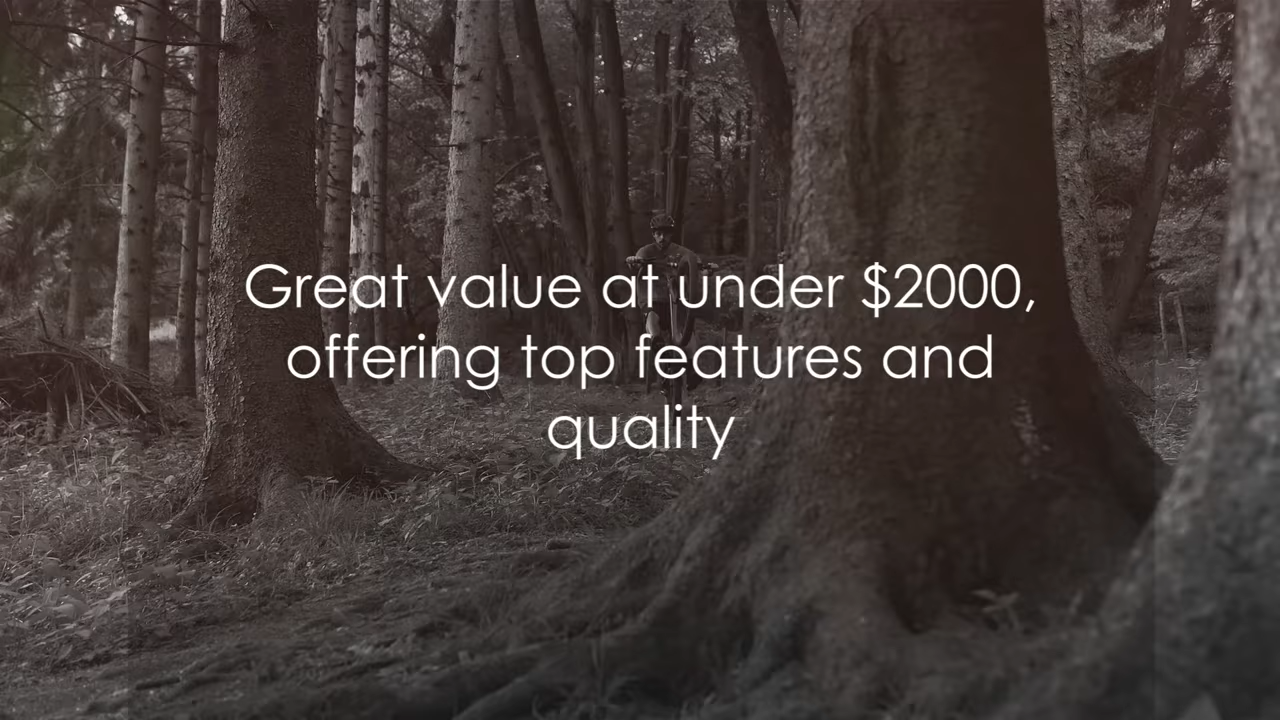 Great value at under $2000,
offering top features and
quality